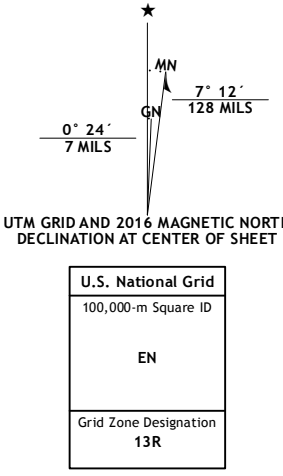 ★
MN
GN
7° 12´
128 MILS
0° 24´
7 MILS
UTM GRID AND 2016 MAGNETIC NORTH
DECLINATION AT CENTER OF SHEET
U.S. National Grid
100,000-m Square ID
EN
Grid Zone Designation
13R